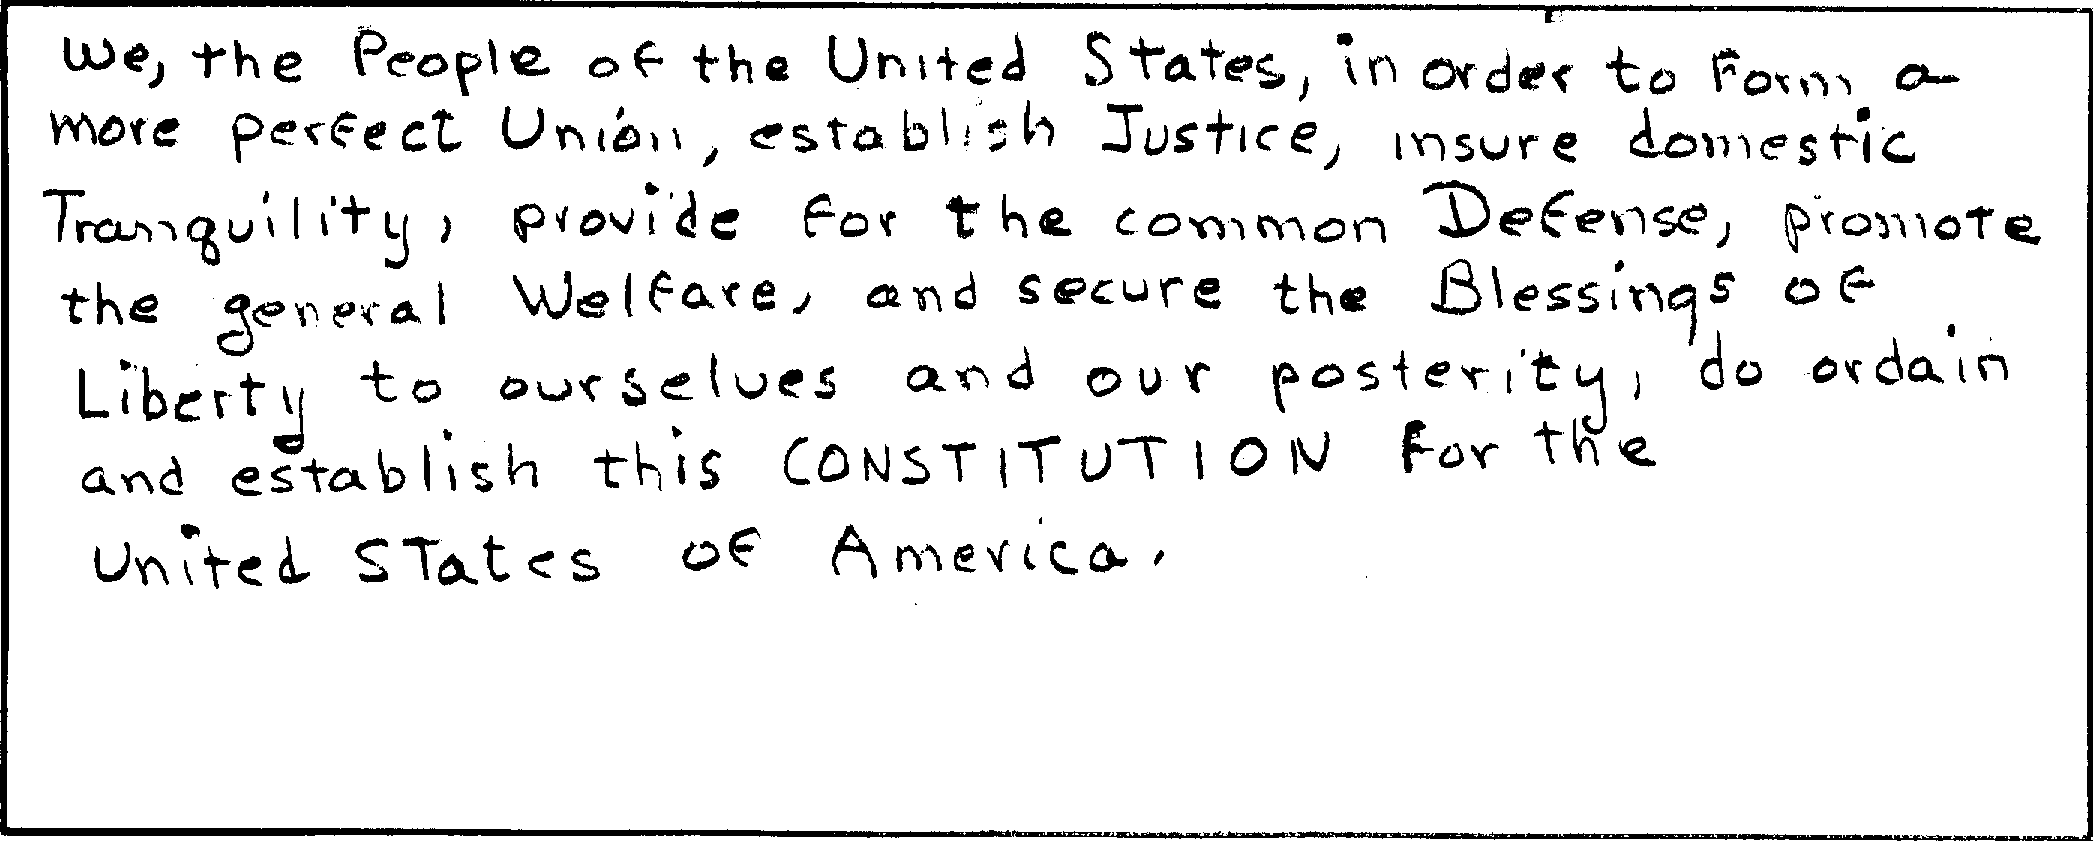 We, the People of the United States, in order to form a
more perfect Union, establish Justice, insure domestic
Tranquility, provide for the common Defense, promote
the general Welfare, and secure the Blessings of
Liberty to ourselves and our posterity, do ordain
and establish this CONSTITUTION for the
United States of America.